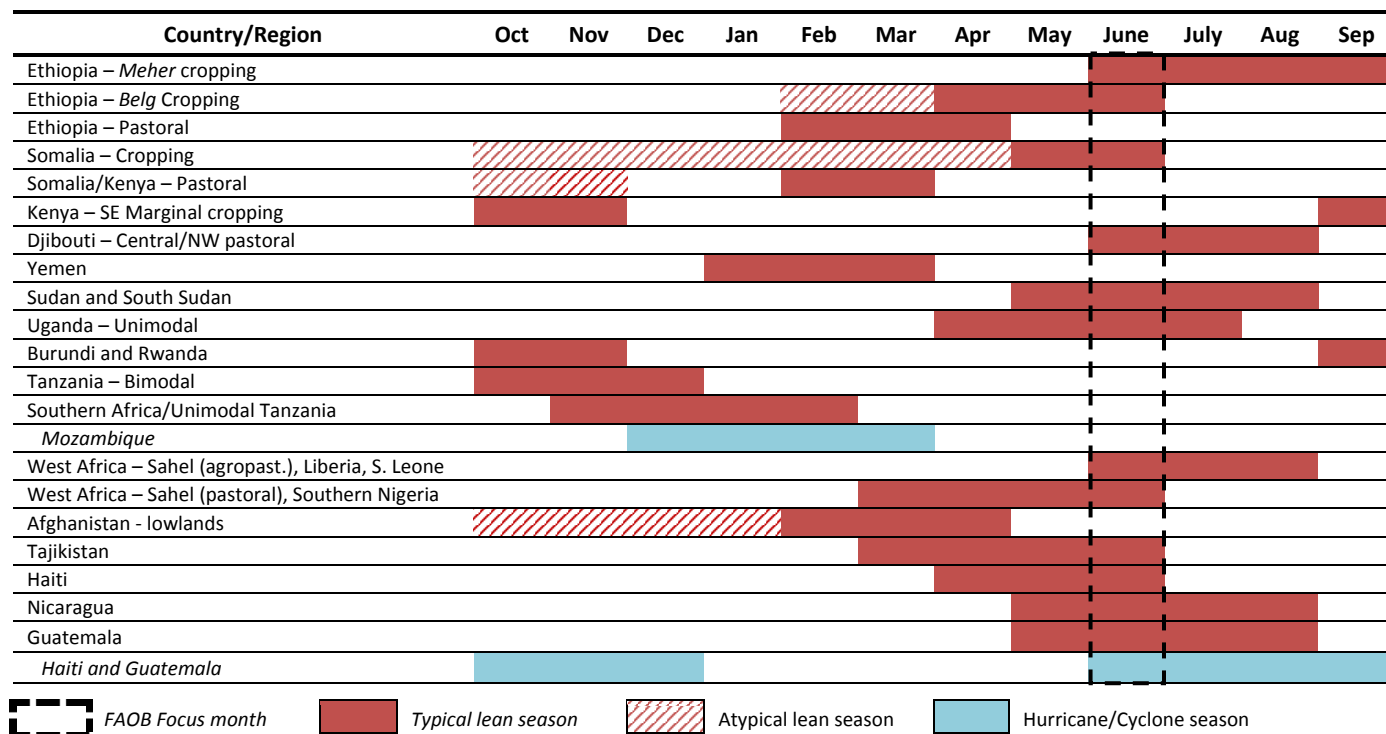 Country/Region Oct Nov Dec Jan Feb Mar Apr May June July Aug Sep
Ethiopia – Meher cropping
Ethiopia – Belg Cropping
Ethiopia – Pastoral
Somalia – Cropping
Somalia/Kenya – Pastoral
Kenya – SE Marginal cropping
Djibouti – Central/NW pastoral
Yemen
Sudan and South Sudan
Uganda – Unimodal
Burundi and Rwanda
Tanzania – Bimodal
Southern Africa/Unimodal Tanzania
Mozambique
West Africa – Sahel (agropast.), Liberia, S. Leone
West Africa – Sahel (pastoral), Southern Nigeria
Afghanistan - lowlands
Tajikistan
Haiti
Nicaragua
Guatemala
Haiti and Guatemala
FAOB Focus month Typical lean season Atypical lean season Hurricane/Cyclone season